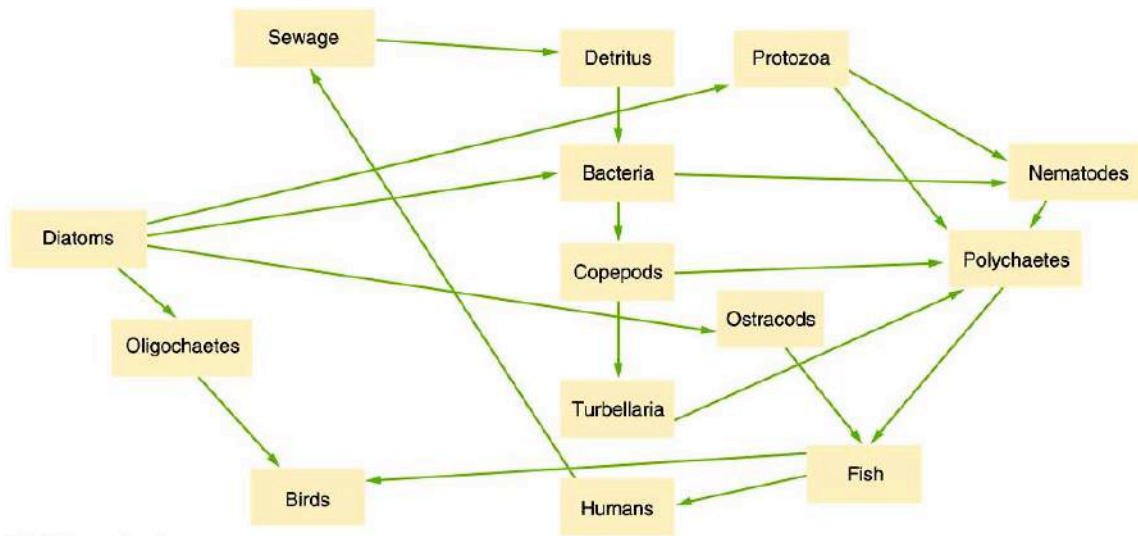 Sewage
Detritus
Protozoa
Bacteria
Nematodes
Diatoms
Copepods
Polychaetes
Ostracods
Oligochaetes
Turbellaria
Fish
Birds
Humans